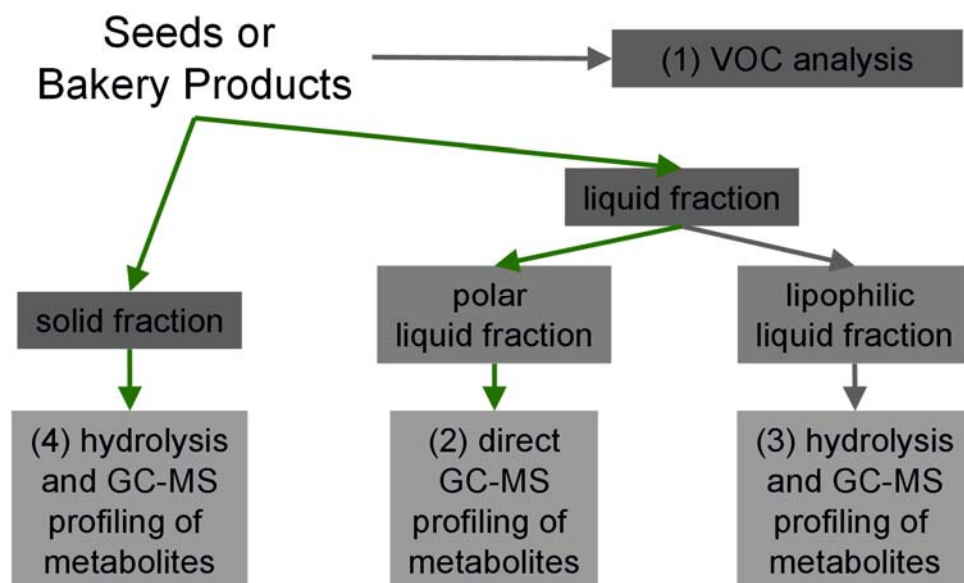 Seeds or
Bakery Products
(1) VOC analysis
liquid fraction
solid fraction
polar
liquid fraction
lipophilic
liquid fraction
(4) hydrolysis
and GC-MS
profiling of
metabolites
(2) direct
GC-MS
profiling of
metabolites
(3) hydrolysis
and GC-MS
profiling of
metabolites